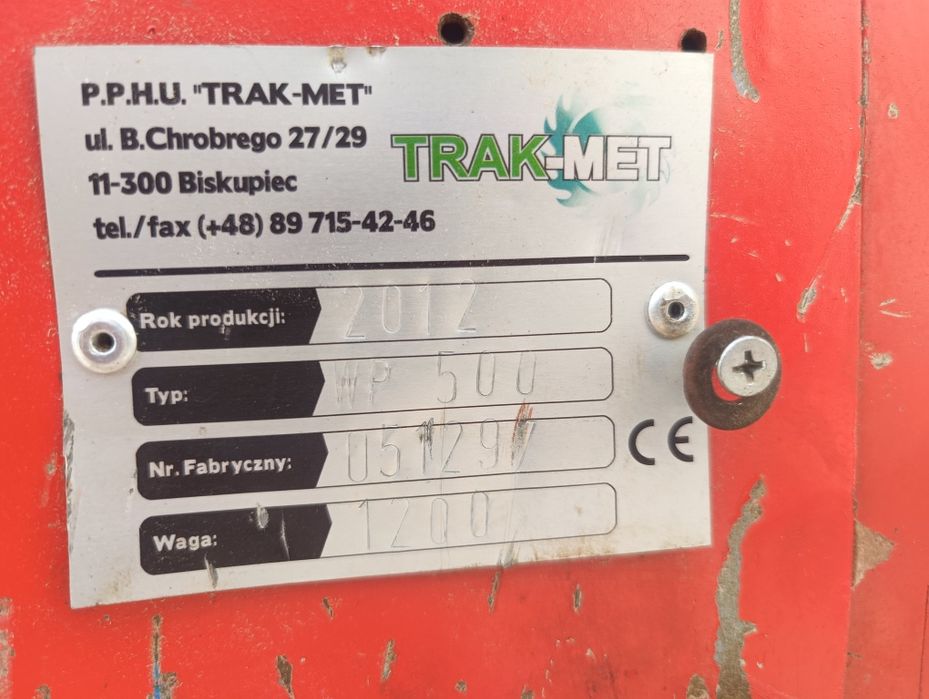 P.P.H.U. "TRAK-MET"
ul. B.Chrobrego 27/29
11-300 Biskupiec
tel./fax (+48) 89 715-42-46
TRAK-MET
Rok produkcji: 2012
Typ: WP 500
Nr. Fabryczny: 051297
Waga: 1200
CE